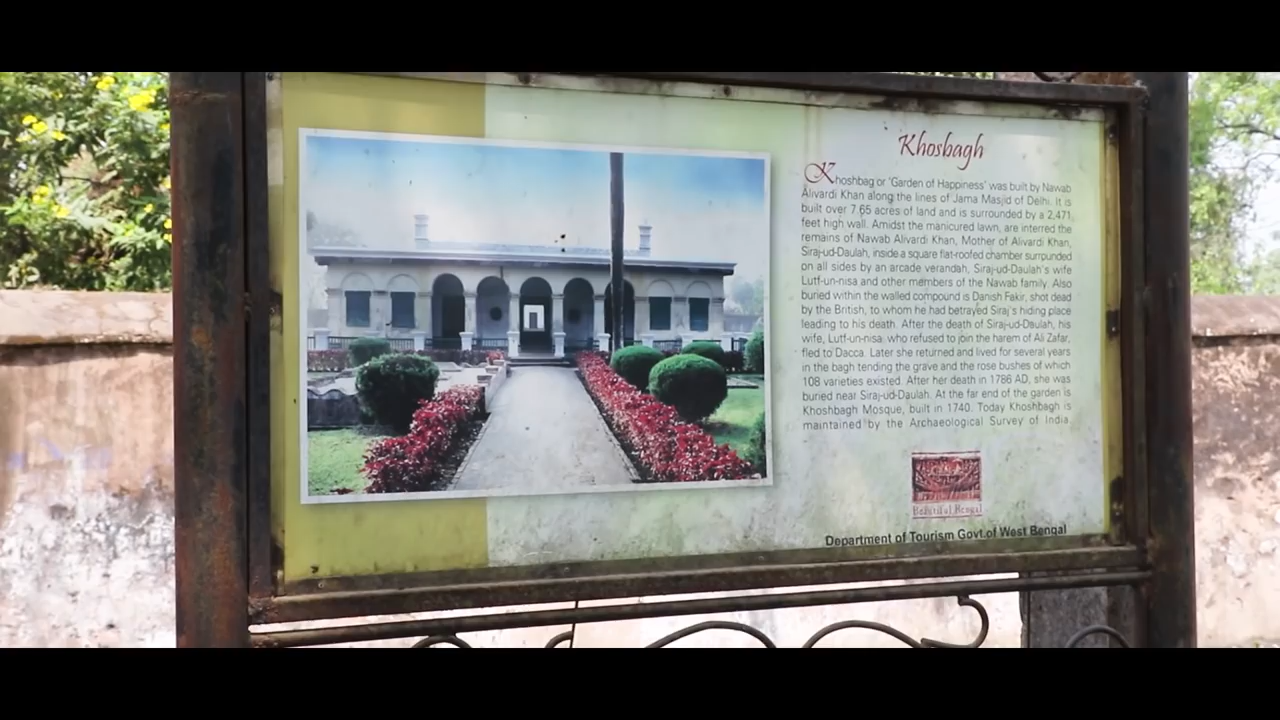 Khosbagh
Khoshbag or 'Garden of Happiness' was built by Nawab
Alivardi Khan along the lines of Jama Masjid of Delhi. It is
built over 7.65 acres of land and is surrounded by a 2,471
feet high wall. Amidst the manicured lawn, are interred the
remains of Nawab Alivardi Khan, Mother of Alivardi Khan,
Siraj-ud-Daulah, inside a square flat-roofed chamber surrpunded
on all sides by an arcade verandah, Siraj-ud-Daulah's wife
Lutf-un-nisa and other members of the Nawab family. Also
buried within the walled compound is Danish Fakir, shot dead
by the British, to whom he had betrayed Siraj's hiding place
leading to his death. After the death of Siraj-ud-Daulah, his
wife, Lutf-un-nisa, who refused to join the harem of Ali Zafar,
fled to Dacca. Later she returned and lived for several years
in the bagh tending the grave and the rose bushes of which
108 varieties existed. After her death in 1786 AD, she was
buried near Siraj-ud-Daulah. At the far end of the garden is
Khoshbagh Mosque, built in 1740. Today Khoshbagh is
maintained by the Archaeological Survey of India.
Beautiful Bengal
Department of Tourism Govt.of West Bengal